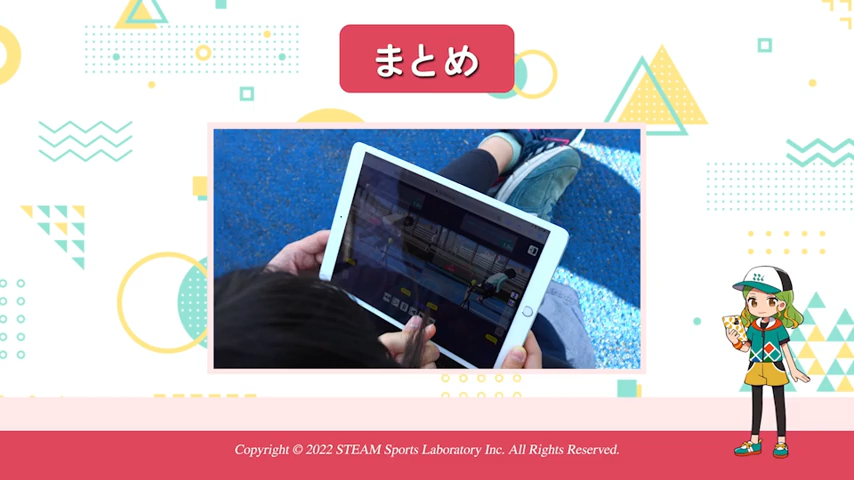 まとめ
Copyright © 2022 STEAM Sports Laboratory Inc. All Rights Reserved.